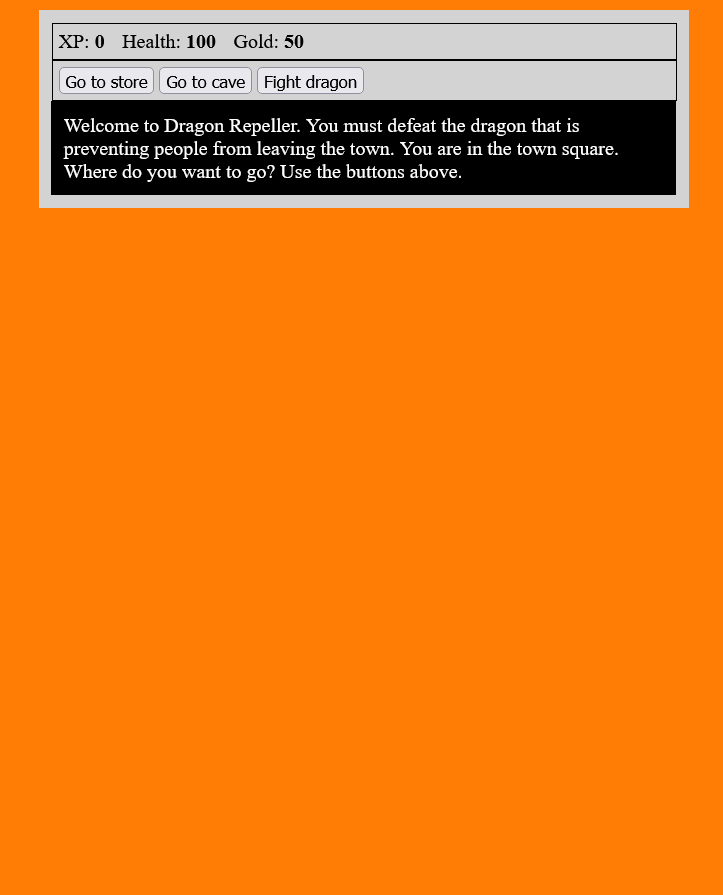 XP: 0 Health: 100 Gold: 50
Go to store Go to cave Fight dragon
Welcome to Dragon Repeller. You must defeat the dragon that is
preventing people from leaving the town. You are in the town square.
Where do you want to go? Use the buttons above.